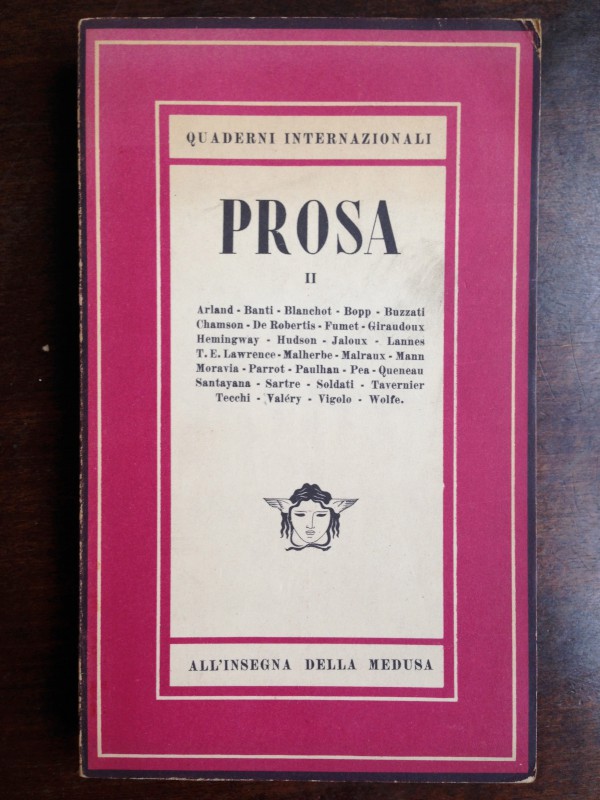 QUADERNI INTERNAZIONALI
PROSA
II
Arland - Banti - Blanchot - Bopp - Buzzati
Chamson - De Robertis - Fumet - Giraudoux
Hemingway - Hudson - Jaloux - Lannes
T. E. Lawrence - Malherbe - Malraux - Mann
Moravia - Parrot - Paulhan - Pea - Queneau
Santayana - Sartre - Soldati - Tavernier
Tecchi - Valéry - Vigolo - Wolfe.
ALL'INSEGNA DELLA MEDUSA